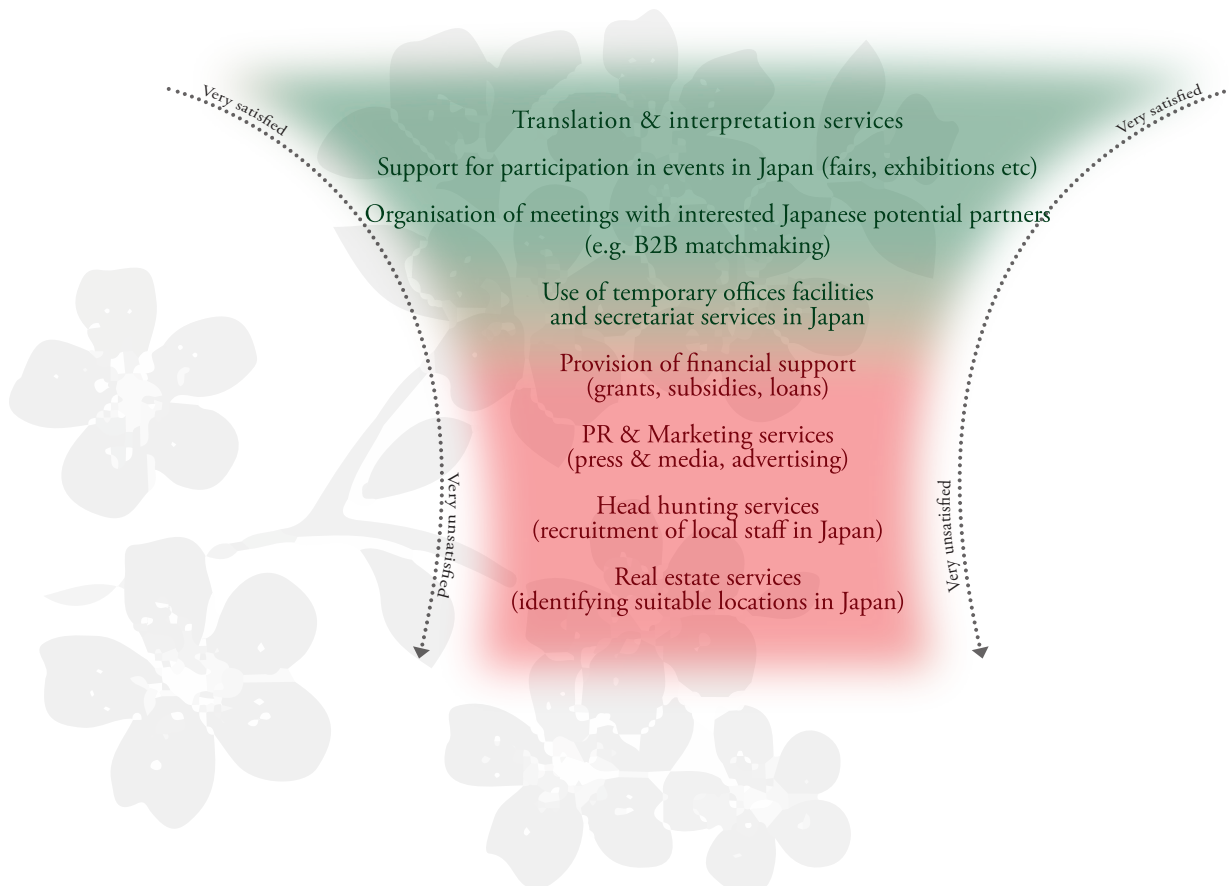 Very satisfied
Very satisfied
Translation & interpretation services
Support for participation in events in Japan (fairs, exhibitions etc)
Organisation of meetings with interested Japanese potential partners
(e.g. B2B matchmaking)
Use of temporary offices facilities
and secretariat services in Japan
Provision of financial support
(grants, subsidies, loans)
PR & Marketing services
(press & media, advertising)
Very unsatisfied
Very unsatisfied
Head hunting services
(recruitment of local staff in Japan)
Real estate services
(identifying suitable locations in Japan)